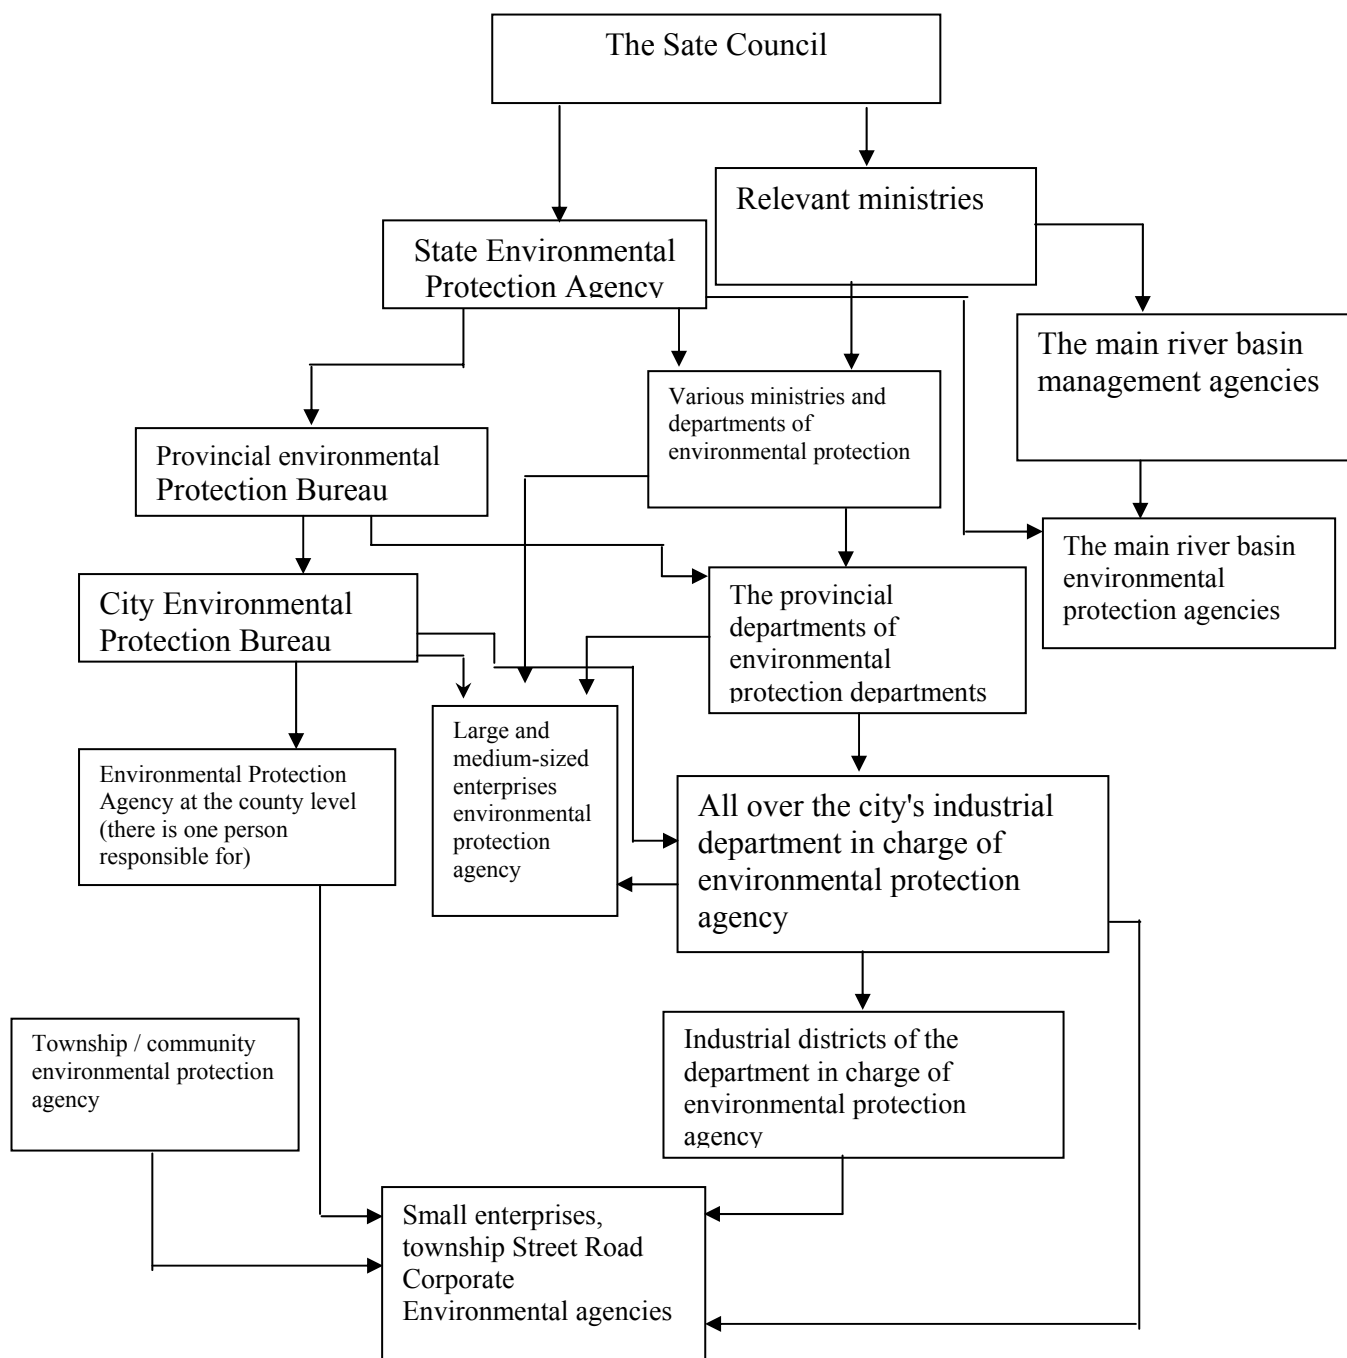 The Sate Council
Relevant ministries
State Environmental
Protection Agency
The main river basin
management agencies
Various ministries and
departments of
environmental protection
Provincial environmental
Protection Bureau
The main river basin
environmental
protection agencies
City Environmental
Protection Bureau
The provincial
departments of
environmental
protection departments
Large and
medium-sized
enterprises
environmental
protection
agency
Environmental Protection
Agency at the county level
(there is one person
responsible for)
All over the city's industrial
department in charge of
environmental protection
agency
Township / community
environmental protection
agency
Industrial districts of the
department in charge of
environmental protection
agency
Small enterprises,
township Street Road
Corporate
Environmental agencies